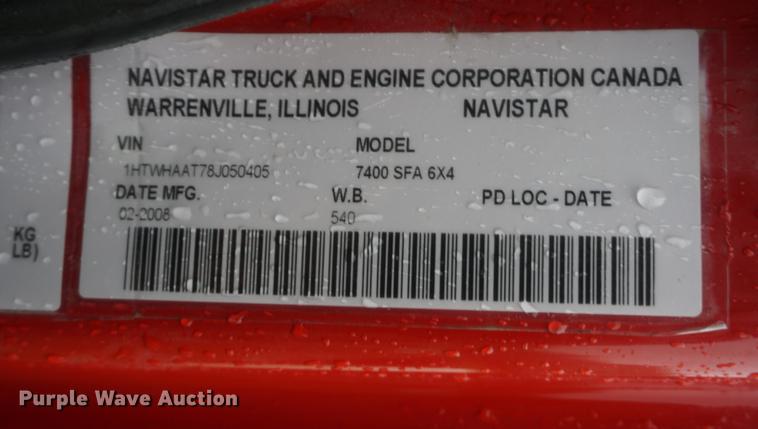 NAVISTAR TRUCK AND ENGINE CORPORATION CANADA
WARRENVILLE, ILLINOIS NAVISTAR
VIN MODEL
1HTWHAAT78J050405 7400 SFA 6X4
DATE MFG. W.B. PD LOC - DATE
02-2008 540
KG
LB)
Purple Wave Auction